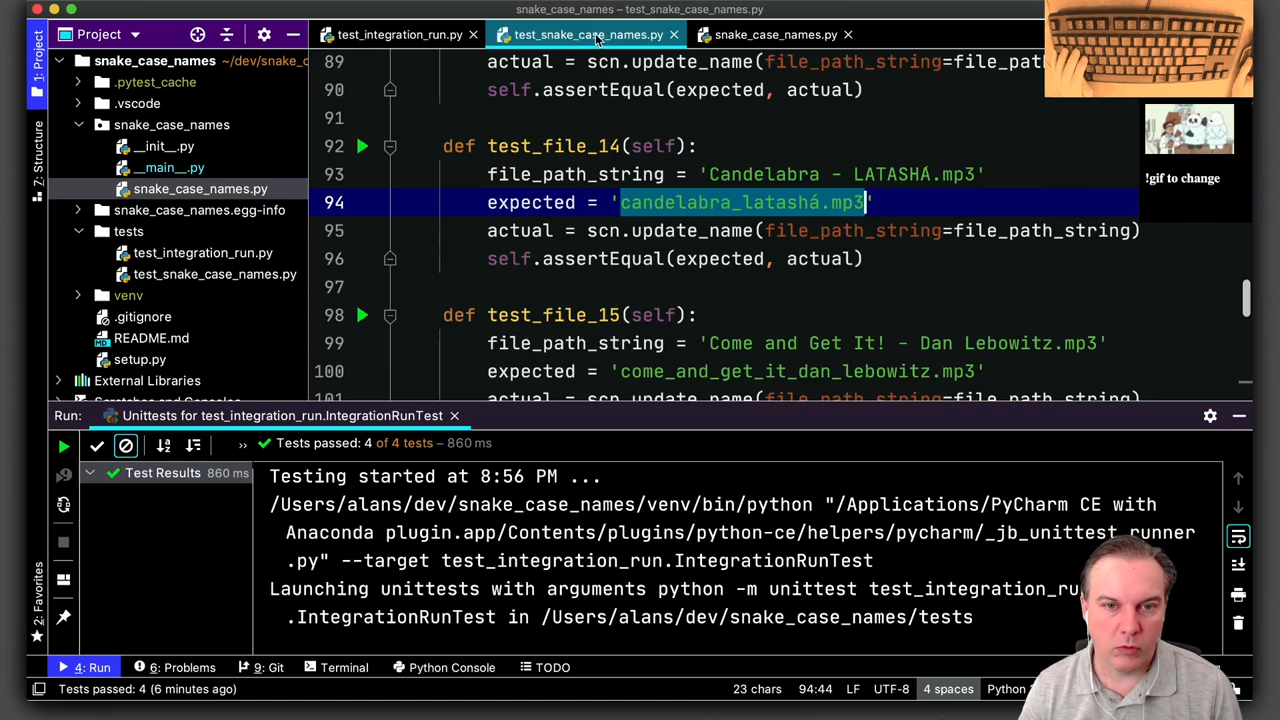 snake_case_names – test_snake_case_names.py
Project
test_integration_run.py
test_snake_case_names.py
snake_case_names.py
1: Project
7: Structure
2: Favorites
snake_case_names ~/dev/snake_c
.pytest_cache
.vscode
snake_case_names
__init__.py
__main__.py
snake_case_names.py
snake_case_names.egg-info
tests
test_integration_run.py
test_snake_case_names.py
venv
.gitignore
README.md
setup.py
External Libraries
89 actual = scn.update_name(file_path_string=file_path
90 self.assertEqual(expected, actual)
91
92 def test_file_14(self):
93 file_path_string = 'Candelabra - LATASHÁ.mp3'
94 expected = 'candelabra_latashá.mp3'
95 actual = scn.update_name(file_path_string=file_path_string)
96 self.assertEqual(expected, actual)
97
98 def test_file_15(self):
99 file_path_string = 'Come and Get It! - Dan Lebowitz.mp3'
100 expected = 'come_and_get_it_dan_lebowitz.mp3'
!gif to change
Run: Unittests for test_integration_run.IntegrationRunTest
Tests passed: 4 of 4 tests – 860 ms
Test Results 860 ms
Testing started at 8:56 PM ...
/Users/alans/dev/snake_case_names/venv/bin/python "/Applications/PyCharm CE with
Anaconda plugin.app/Contents/plugins/python-ce/helpers/pycharm/_jb_unittest_runner
.py" --target test_integration_run.IntegrationRunTest
Launching unittests with arguments python -m unittest test_integration_ru
.IntegrationRunTest in /Users/alans/dev/snake_case_names/tests
4: Run
6: Problems
9: Git
Terminal
Python Console
TODO
Tests passed: 4 (6 minutes ago)
23 chars
94:44
LF
UTF-8
4 spaces
Python